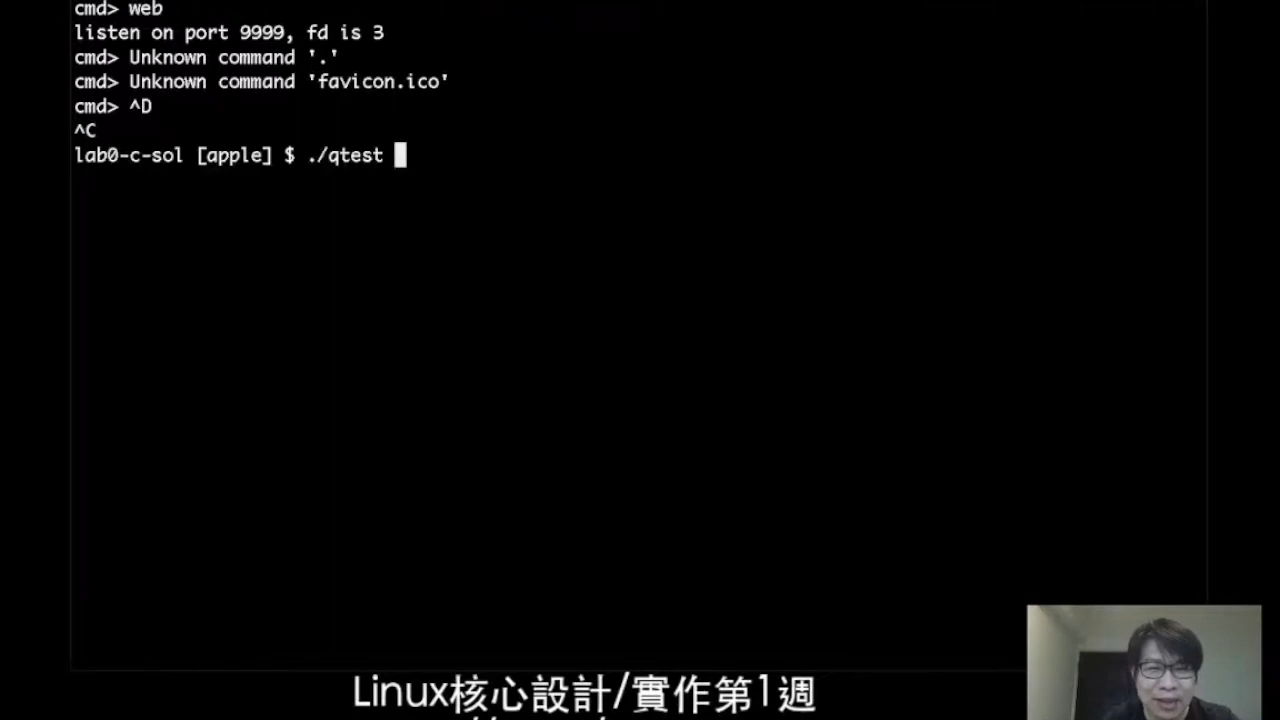 cmd> web
listen on port 9999, fd is 3
cmd> Unknown command '.'
cmd> Unknown command 'favicon.ico'
cmd> ^D
^C
lab0-c-sol [apple] $ ./qtest
Linux核心設計/實作第1週